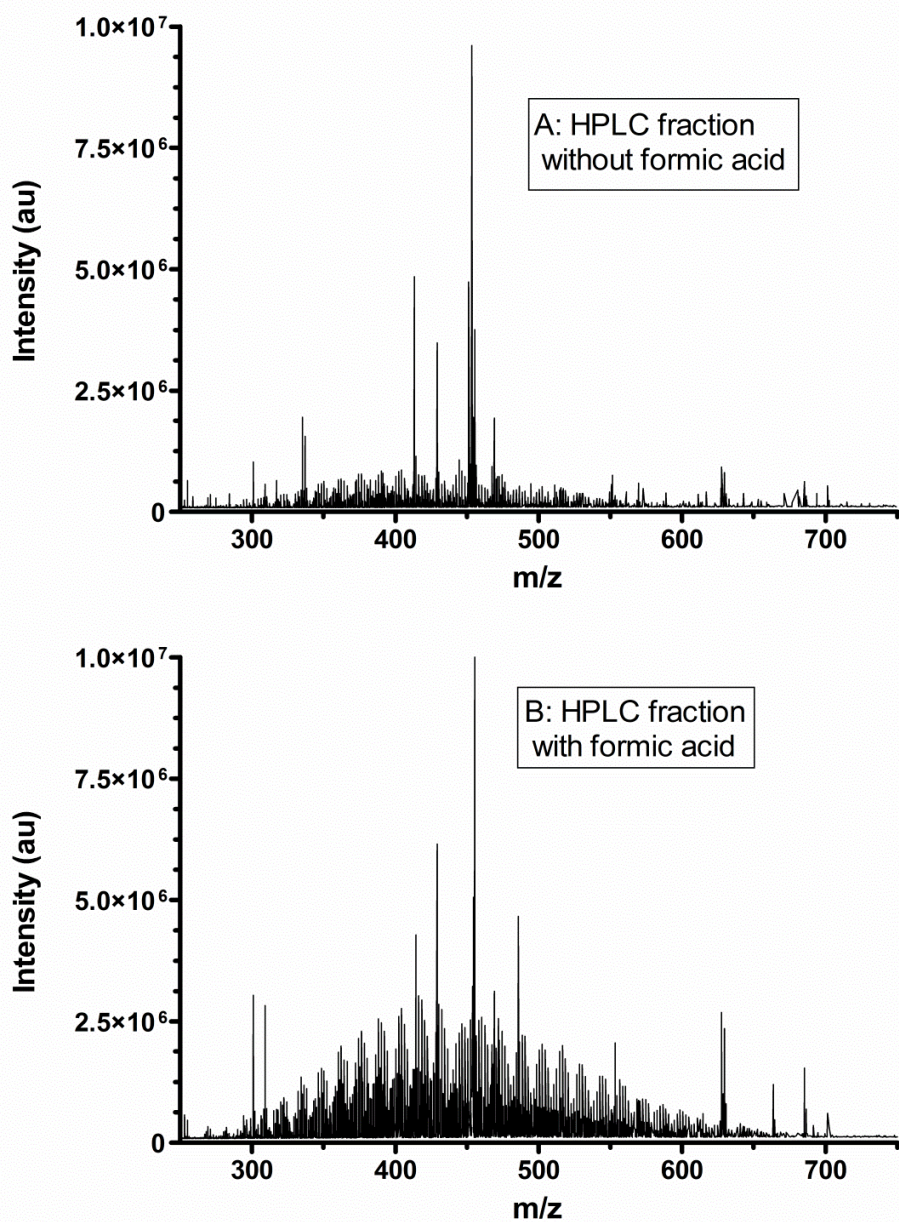 1.0×10⁷
7.5×10⁶
5.0×10⁶
2.5×10⁶
0
Intensity (au)
A: HPLC fraction
without formic acid
300 400 500 600 700
m/z
1.0×10⁷
7.5×10⁶
5.0×10⁶
2.5×10⁶
0
Intensity (au)
B: HPLC fraction
with formic acid
300 400 500 600 700
m/z